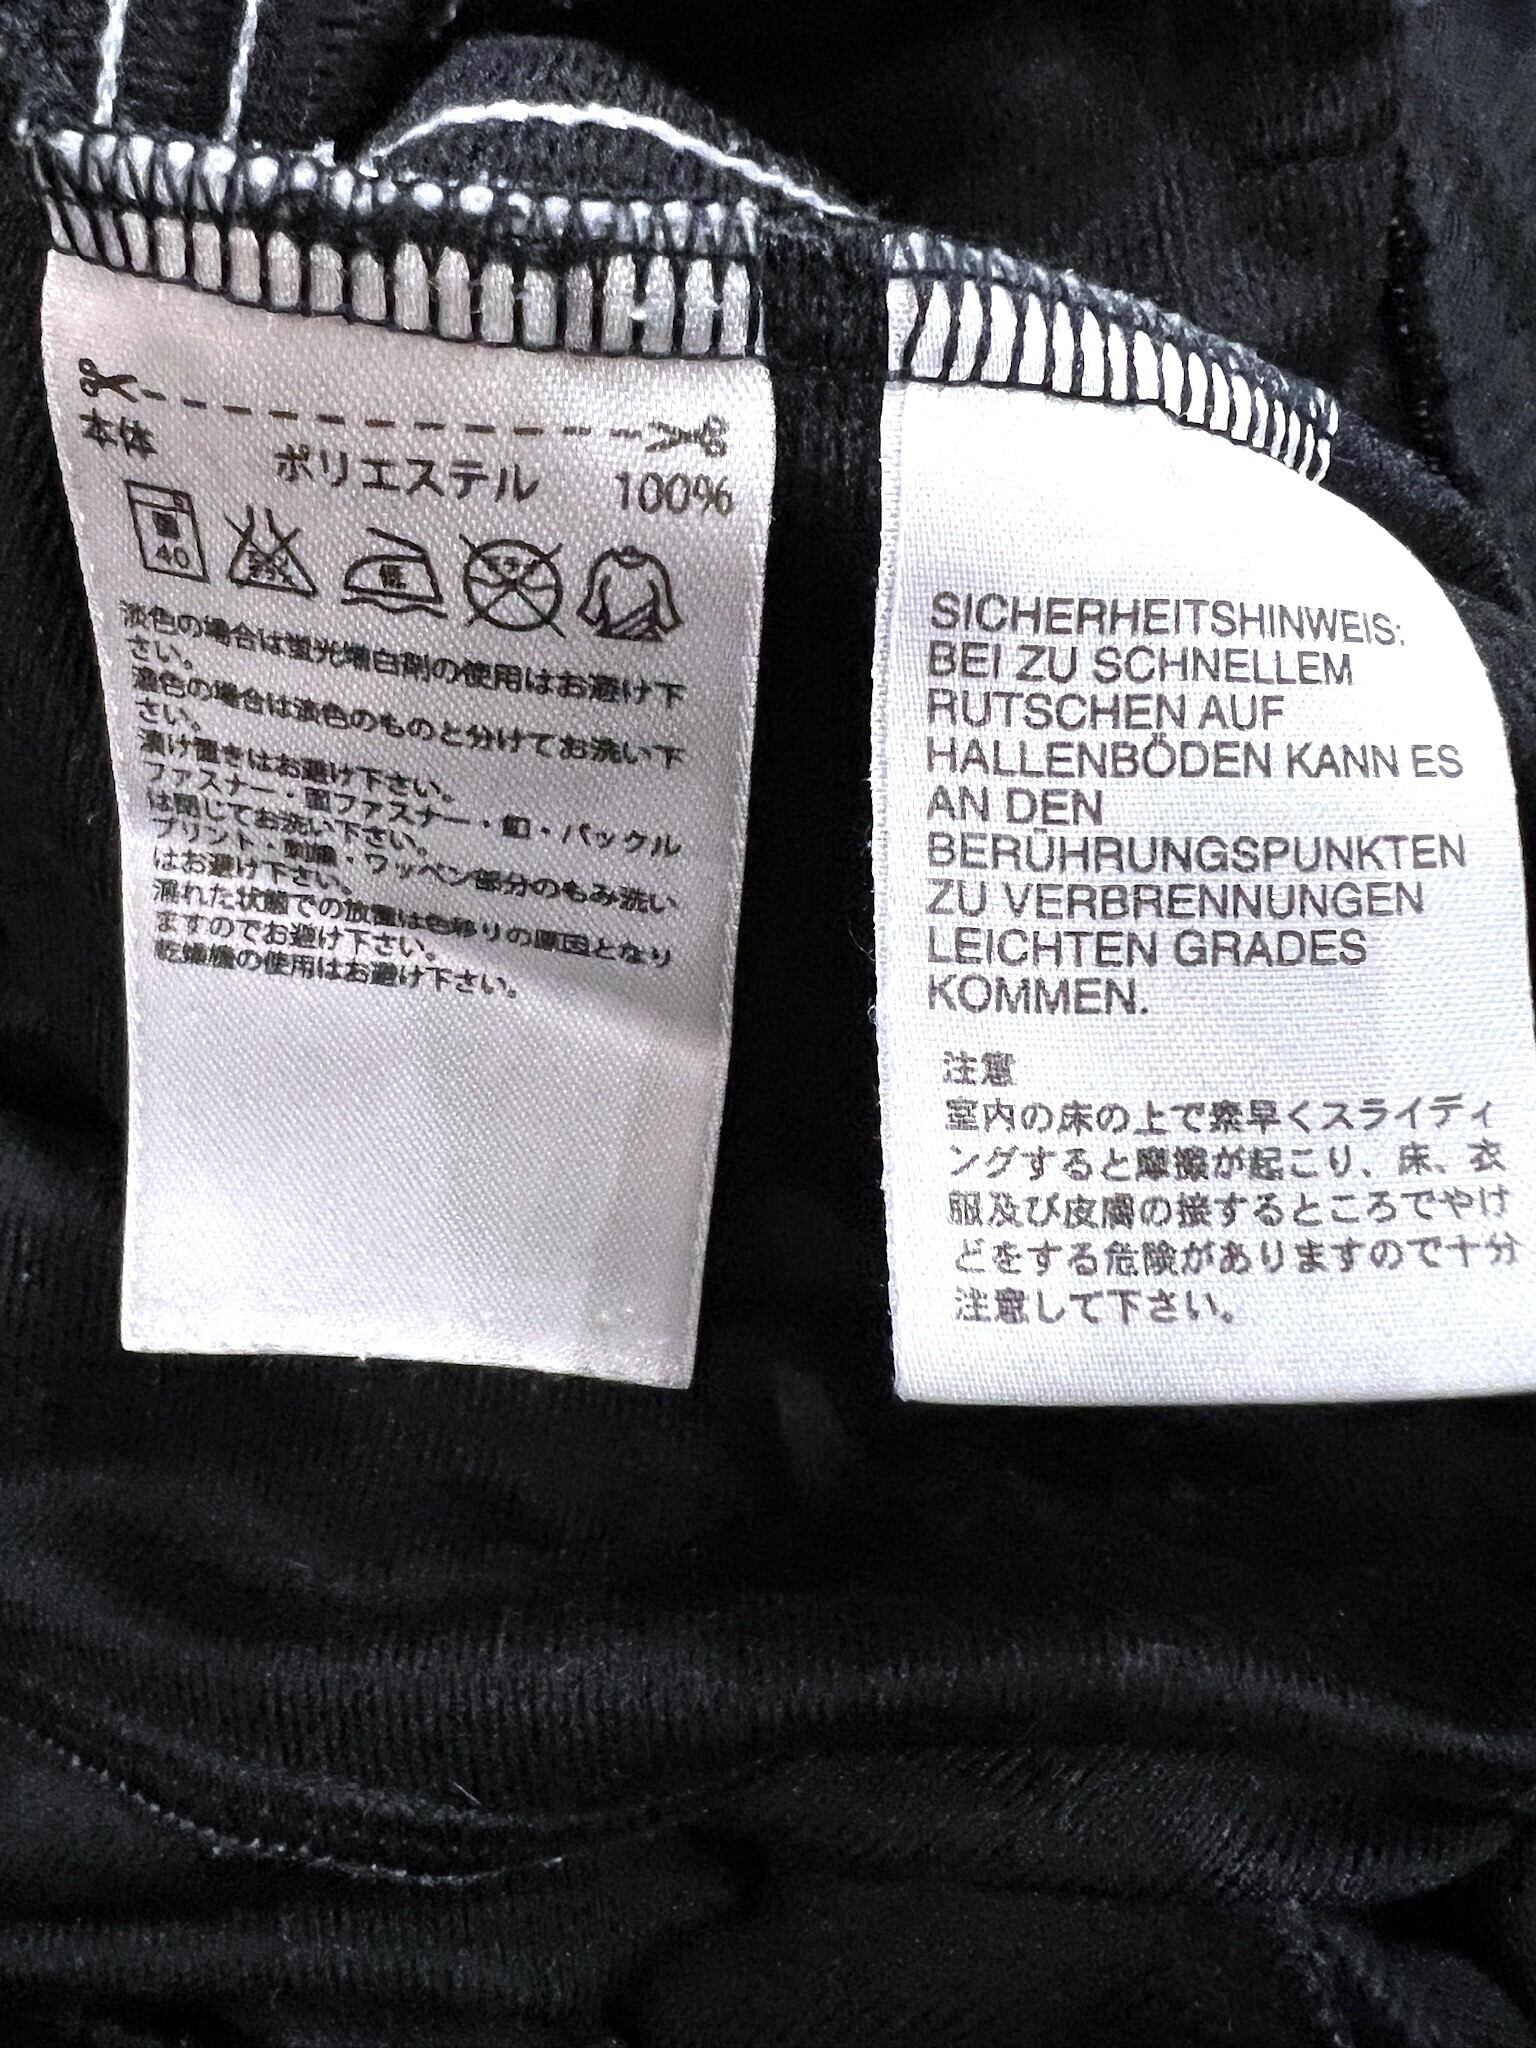 本体
ポリエステル 100%
40
低
淡色の場合は蛍光増白剤の使用はお避け下
さい。
濃色の場合は淡色のものと分けてお洗い下
さい。
漬け置きはお避け下さい。
ファスナー・面ファスナー・釦・バックル
は閉じてお洗い下さい。
プリント・刺繍・ワッペン部分のもみ洗い
はお避け下さい。
濡れた状態での放置は色移りの原因となり
ますのでお避け下さい。
乾燥機の使用はお避け下さい。
SICHERHEITSHINWEIS:
BEI ZU SCHNELLEM
RUTSCHEN AUF
HALLENBÖDEN KANN ES
AN DEN
BERÜHRUNGSPUNKTEN
ZU VERBRENNUNGEN
LEICHTEN GRADES
KOMMEN.
注意
室内の床の上で素早くスライディ
ングすると摩擦が起こり、床、衣
服及び皮膚の接するところでやけ
どをする危険がありますので十分
注意して下さい。